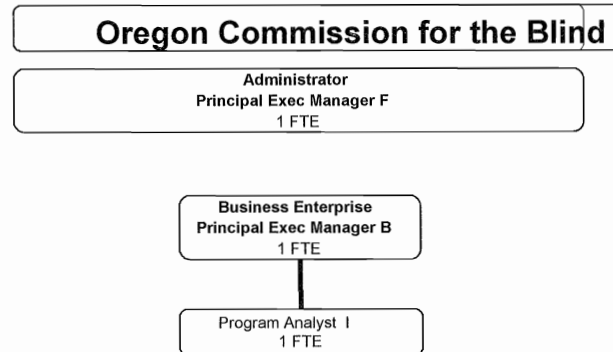 Oregon Commission for the Blind
Administrator
Principal Exec Manager F
1 FTE
Business Enterprise
Principal Exec Manager B
1 FTE
Program Analyst I
1 FTE